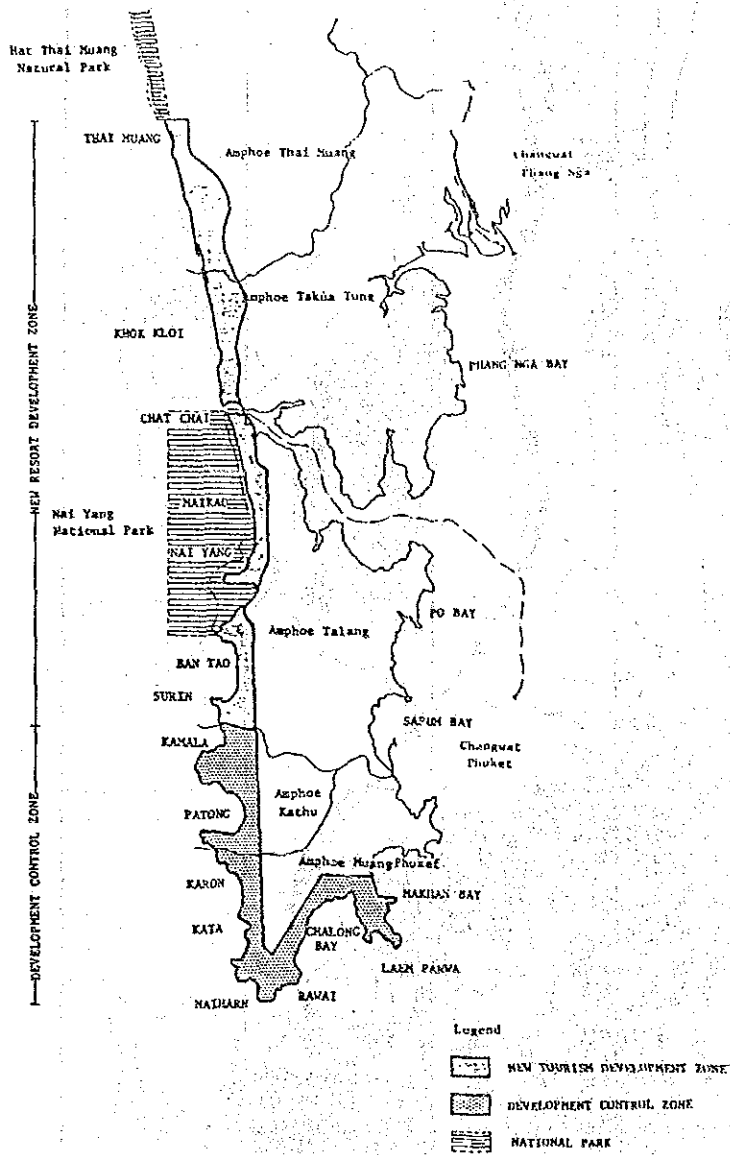 Hat Thai Muang
Natural Park
THAI MUANG
Amphoe Thai Muang
Changwat
Phang Nga
Amphoe Takua Tung
KHOK KLOI
PHANG NGA BAY
NEW RESORT DEVELOPMENT ZONE
CHAT CHAI
MAIKAO
Nai Yang
National Park
NAI YANG
PO BAY
Amphoe Talang
BAN TAO
SURIN
SAPUM BAY
KAMALA
Changwat
Phuket
Amphoe
Kathu
PATONG
DEVELOPMENT CONTROL ZONE
Amphoe Muang Phuket
KARON
MAKHAN BAY
KATA
CHALONG
BAY
LAEM PANWA
RAWAI
NAIHARN
Legend
NEW TOURISM DEVELOPMENT ZONE
DEVELOPMENT CONTROL ZONE
NATIONAL PARK